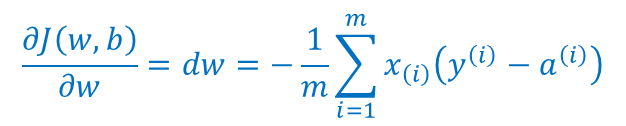 ∂J(w, b)/∂w = dw = − 1/m ∑_{i=1}^{m} x_{(i)}(y^{(i)} − a^{(i)})